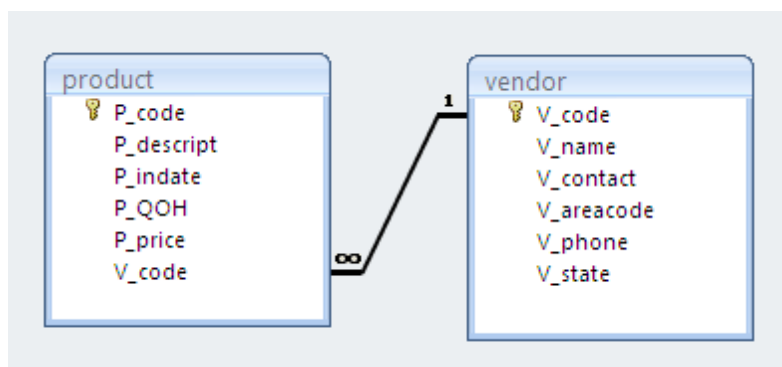 product
P_code
P_descript
P_indate
P_QOH
P_price
V_code
∞
1
vendor
V_code
V_name
V_contact
V_areacode
V_phone
V_state